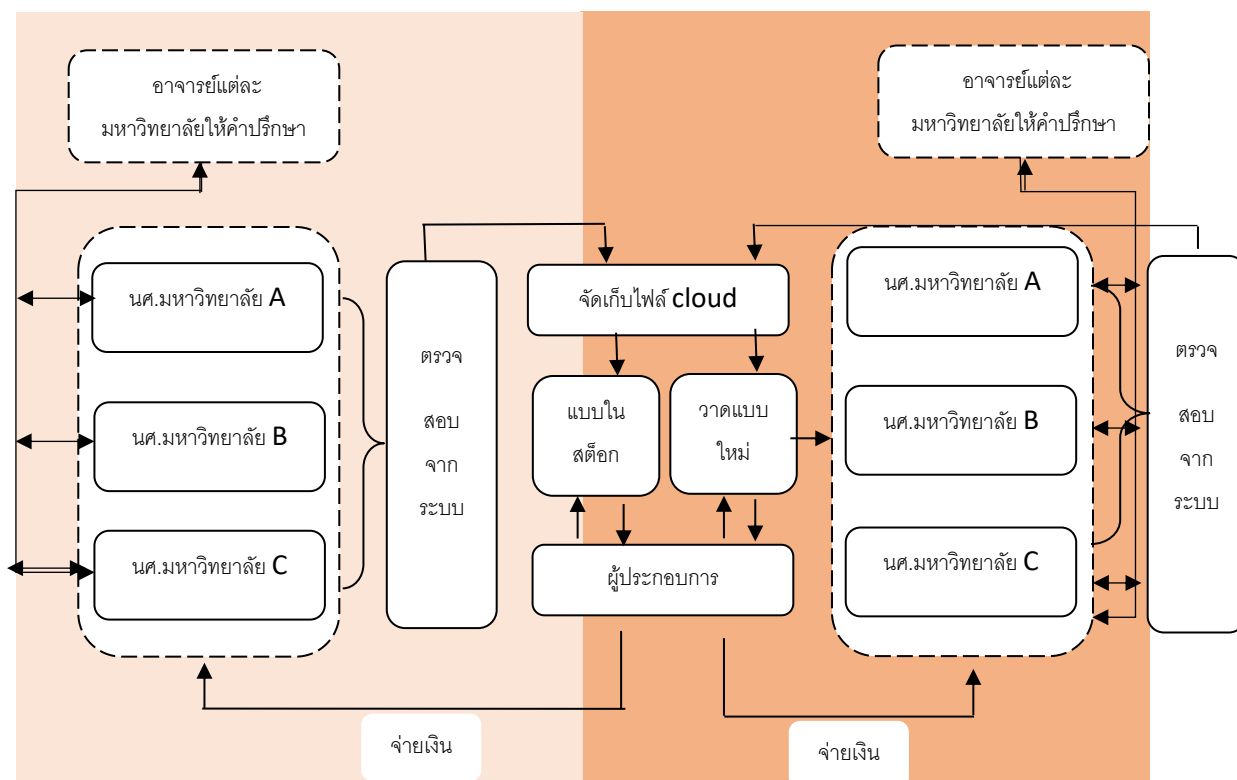 อาจารย์แต่ละ
มหาวิทยาลัยให้คำปรึกษา
อาจารย์แต่ละ
มหาวิทยาลัยให้คำปรึกษา
นศ.มหาวิทยาลัย A
นศ.มหาวิทยาลัย B
นศ.มหาวิทยาลัย C
ตรวจ
สอบ
จาก
ระบบ
จัดเก็บไฟล์ cloud
แบบใน
สต็อก
วาดแบบ
ใหม่
ผู้ประกอบการ
นศ.มหาวิทยาลัย A
นศ.มหาวิทยาลัย B
นศ.มหาวิทยาลัย C
ตรวจ
สอบ
จาก
ระบบ
จ่ายเงิน
จ่ายเงิน